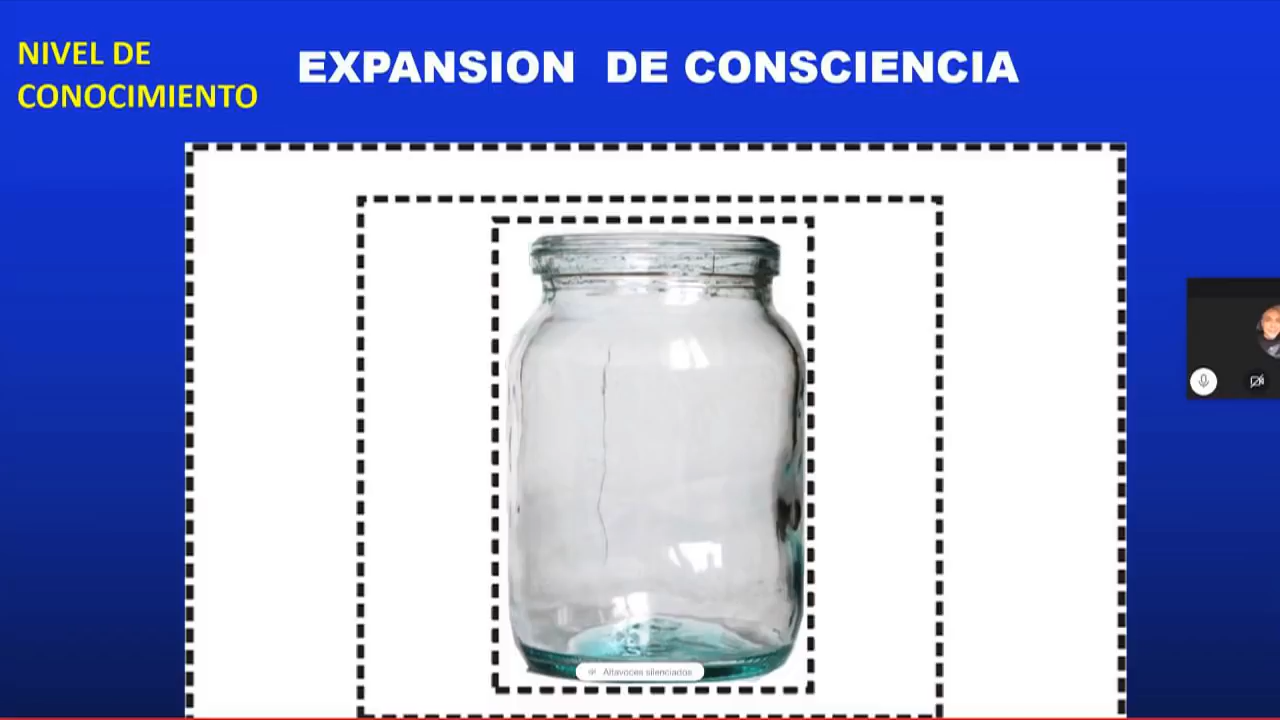 NIVEL DE
CONOCIMIENTO
EXPANSION DE CONSCIENCIA
Altavoces silenciados